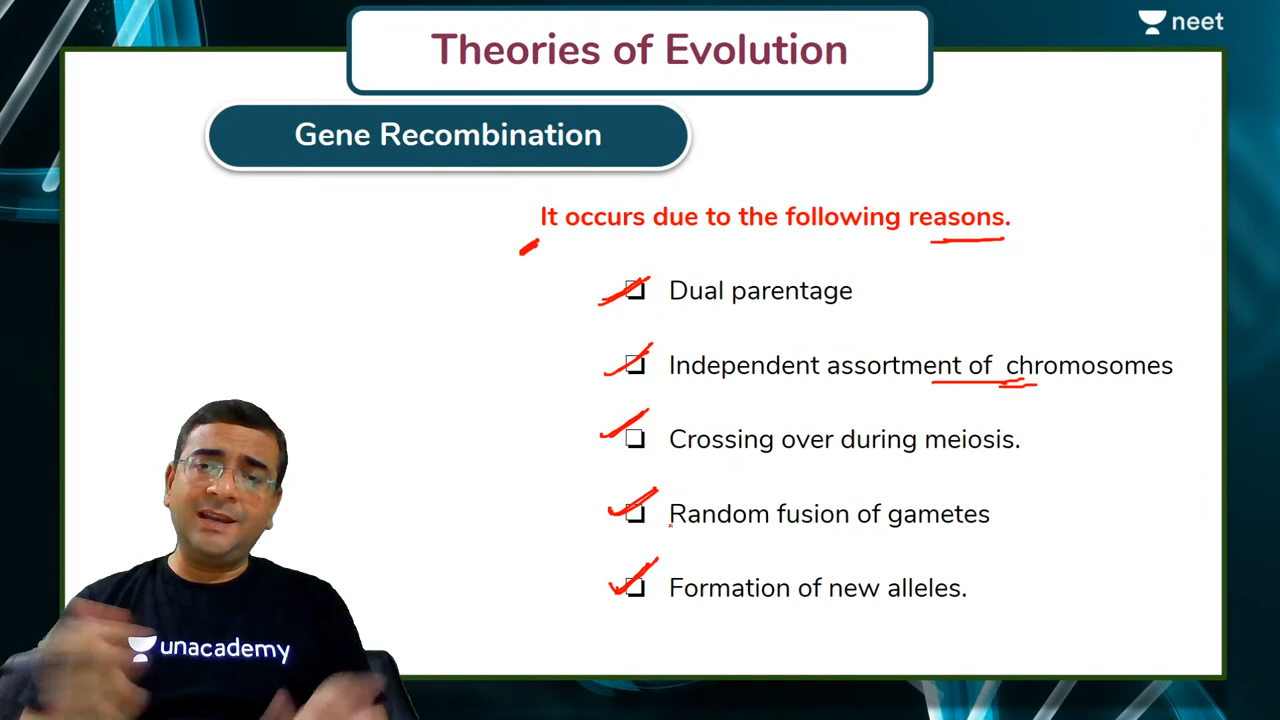 neet
Theories of Evolution
Gene Recombination
It occurs due to the following reasons.
Dual parentage
Independent assortment of chromosomes
Crossing over during meiosis.
Random fusion of gametes
Formation of new alleles.
unacademy